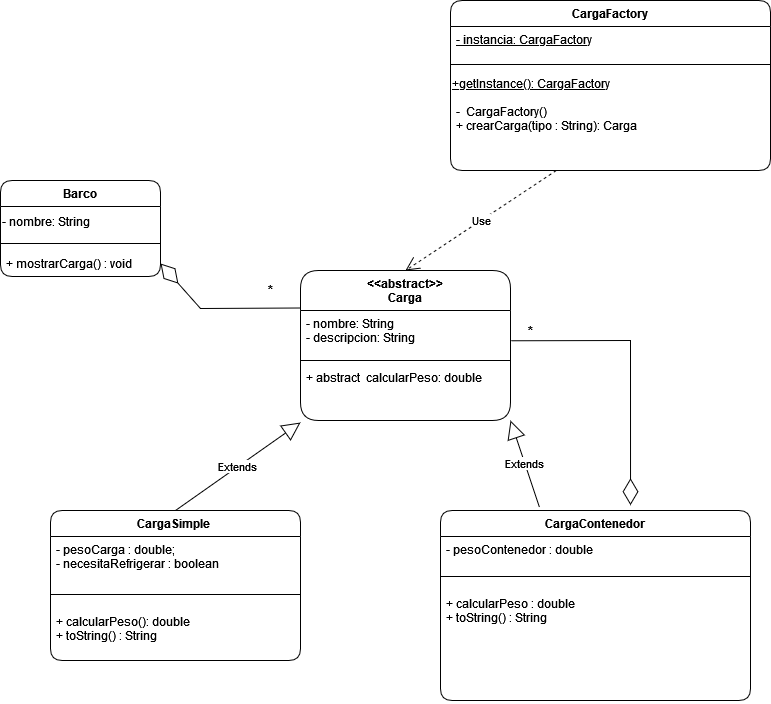 CargaFactory
- instancia: CargaFactory
+getInstance(): CargaFactory
- CargaFactory()
+ crearCarga(tipo : String): Carga
Barco
- nombre: String
+ mostrarCarga() : void
Use
*
<<abstract>>
Carga
- nombre: String
- descripcion: String
+ abstract calcularPeso: double
*
Extends
Extends
CargaSimple
- pesoCarga : double;
- necesitaRefrigerar : boolean
+ calcularPeso(): double
+ toString() : String
CargaContenedor
- pesoContenedor : double
+ calcularPeso : double
+ toString() : String